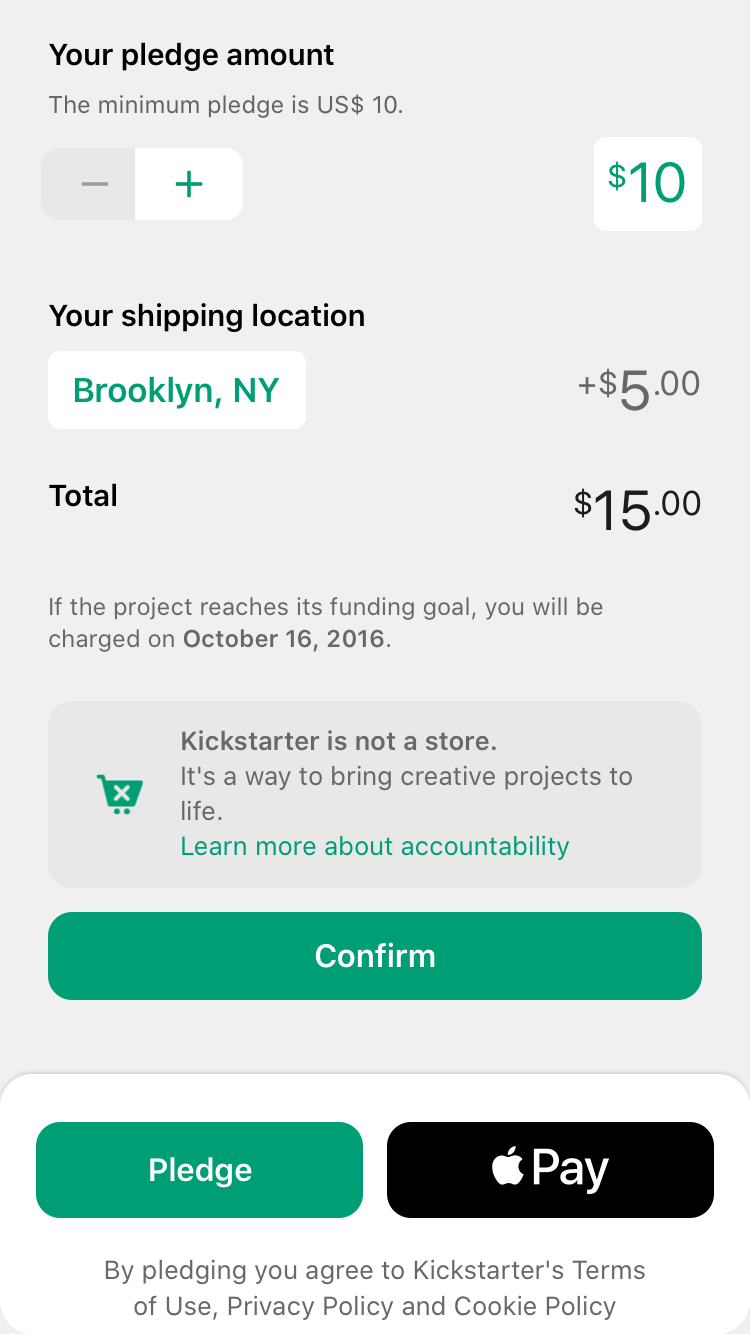 Your pledge amount
The minimum pledge is US$ 10.
− + $10
Your shipping location
Brooklyn, NY +$5.00
Total $15.00
If the project reaches its funding goal, you will be
charged on October 16, 2016.
Kickstarter is not a store.
It's a way to bring creative projects to
life.
Learn more about accountability
Confirm
Pledge Pay
By pledging you agree to Kickstarter's Terms
of Use, Privacy Policy and Cookie Policy